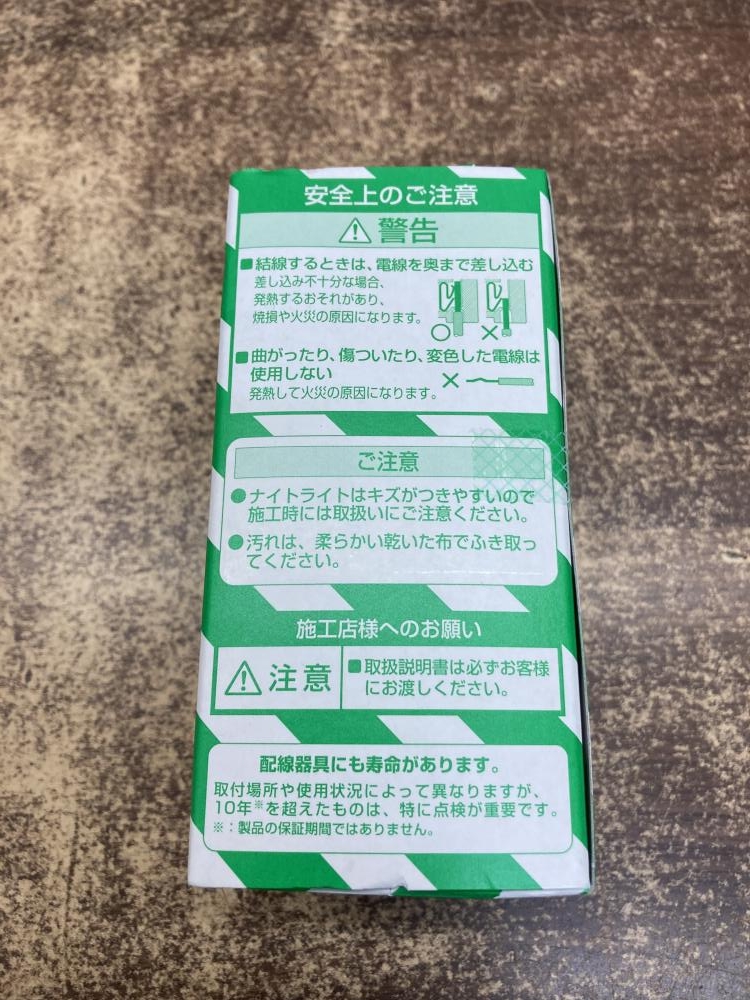 安全上のご注意
⚠警告
■結線するときは、電線を奥まで差し込む
差し込み不十分な場合、
発熱するおそれがあり、
焼損や火災の原因になります。
○ ×
■曲がったり、傷ついたり、変色した電線は
使用しない
×
発熱して火災の原因になります。
ご注意
●ナイトライトはキズがつきやすいので
施工時には取扱いにご注意ください。
●汚れは、柔らかい乾いた布でふき取っ
てください。
施工店様へのお願い
⚠注意
■取扱説明書は必ずお客様
にお渡しください。
配線器具にも寿命があります。
取付場所や使用状況によって異なりますが、
10年※を超えたものは、特に点検が重要です。
※：製品の保証期間ではありません。